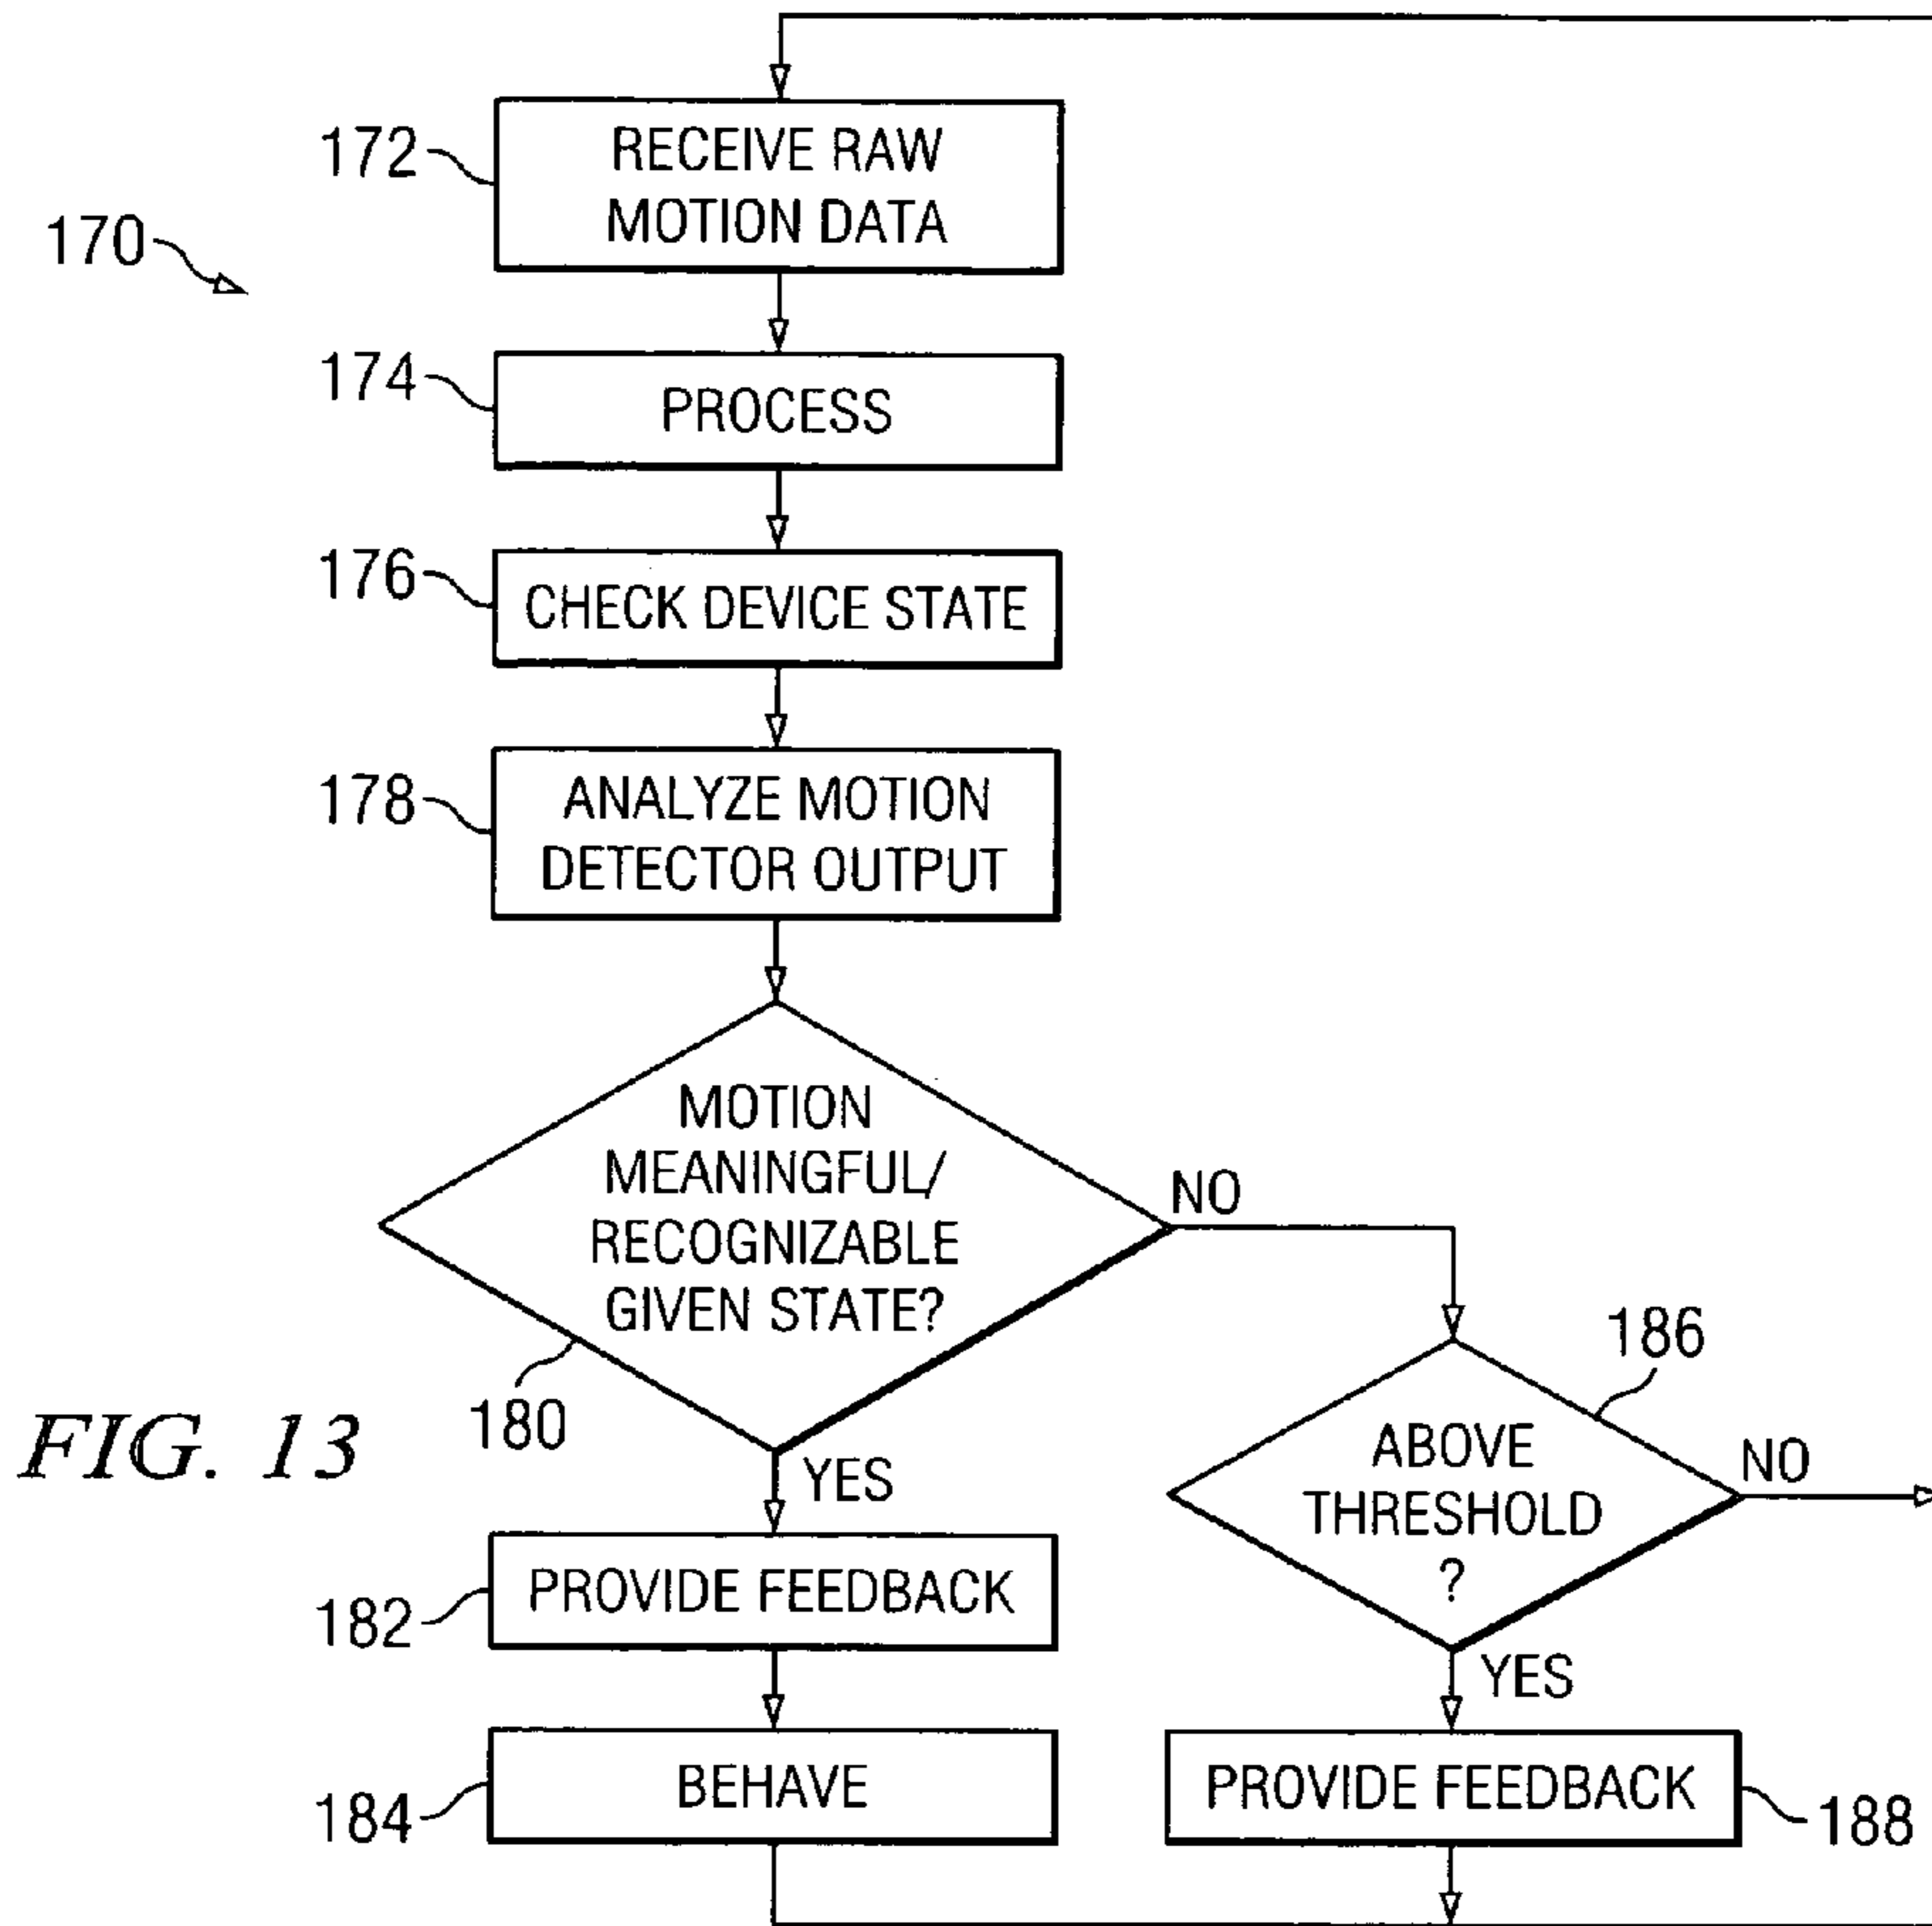 172
RECEIVE RAW
MOTION DATA
170
174
PROCESS
176
CHECK DEVICE STATE
178
ANALYZE MOTION
DETECTOR OUTPUT
MOTION
MEANINGFUL/
RECOGNIZABLE
GIVEN STATE?
NO
180
186
ABOVE
THRESHOLD
?
NO
FIG. 13
YES
182
PROVIDE FEEDBACK
YES
184
BEHAVE
PROVIDE FEEDBACK
188